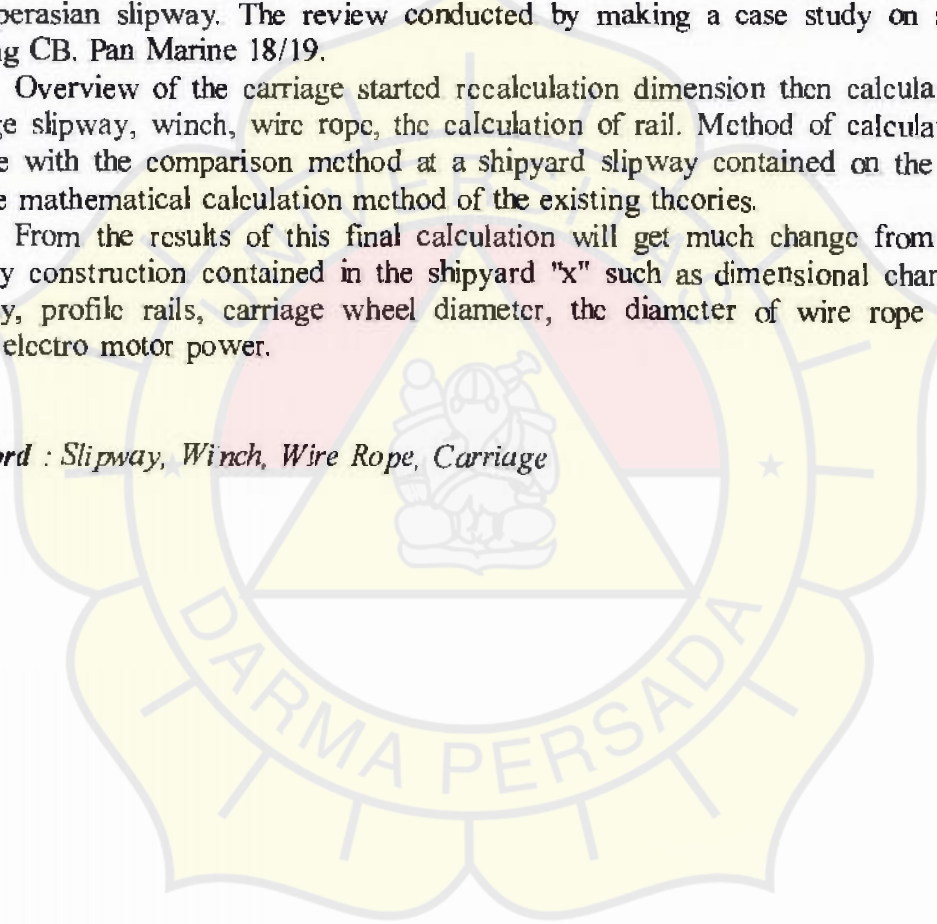 perasian slipway. The review conducted by making a case study on
g CB. Pan Marine 18/19.
Overview of the carriage started recalculation dimension then calcula
ge slipway, winch, wire rope, the calculation of rail. Method of calcula
e with the comparison method at a shipyard slipway contained on the
e mathematical calculation method of the existing theories.
From the results of this final calculation will get much change from
y construction contained in the shipyard "x" such as dimensional chan
y, profile rails, carriage wheel diameter, the diameter of wire rope
electro motor power.
ord : Slipway, Winch, Wire Rope, Carriage
UNIVERSITAS
DARMA PERSADA